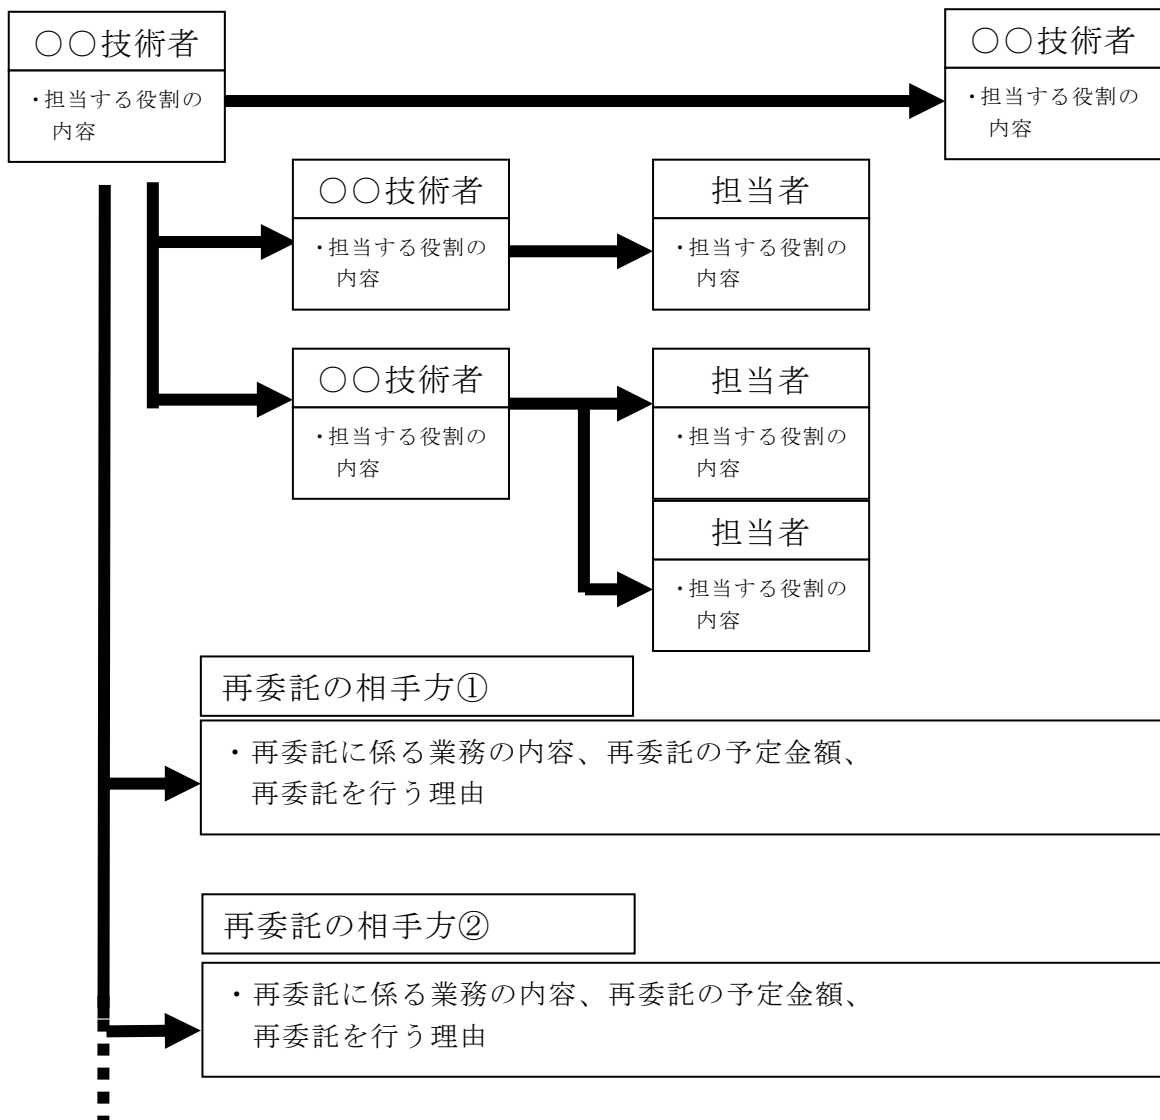 ○○技術者
・担当する役割の
内容
○○技術者
・担当する役割の
内容
○○技術者
・担当する役割の
内容
担当者
・担当する役割の
内容
○○技術者
・担当する役割の
内容
担当者
・担当する役割の
内容
担当者
・担当する役割の
内容
再委託の相手方①
・再委託に係る業務の内容、再委託の予定金額、
再委託を行う理由
再委託の相手方②
・再委託に係る業務の内容、再委託の予定金額、
再委託を行う理由